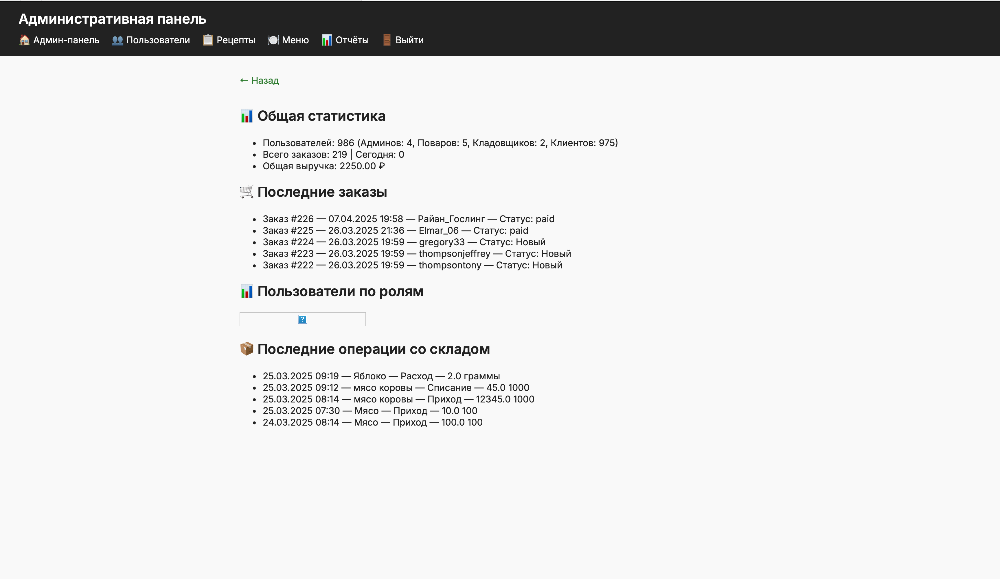 Административная панель
Админ-панель Пользователи Рецепты Меню Отчёты Выйти
← Назад
Общая статистика
• Пользователей: 986 (Админов: 4, Поваров: 5, Кладовщиков: 2, Клиентов: 975)
• Всего заказов: 219 | Сегодня: 0
• Общая выручка: 2250.00 ₽
Последние заказы
• Заказ #226 — 07.04.2025 19:58 — Райан_Гослинг — Статус: paid
• Заказ #225 — 26.03.2025 21:36 — Elmar_06 — Статус: paid
• Заказ #224 — 26.03.2025 19:59 — gregory33 — Статус: Новый
• Заказ #223 — 26.03.2025 19:59 — thompsonjeffrey — Статус: Новый
• Заказ #222 — 26.03.2025 19:59 — thompsontony — Статус: Новый
Пользователи по ролям
?
Последние операции со складом
• 25.03.2025 09:19 — Яблоко — Расход — 2.0 граммы
• 25.03.2025 09:12 — мясо коровы — Списание — 45.0 1000
• 25.03.2025 08:14 — мясо коровы — Приход — 12345.0 1000
• 25.03.2025 07:30 — Мясо — Приход — 10.0 100
• 24.03.2025 08:14 — Мясо — Приход — 100.0 100